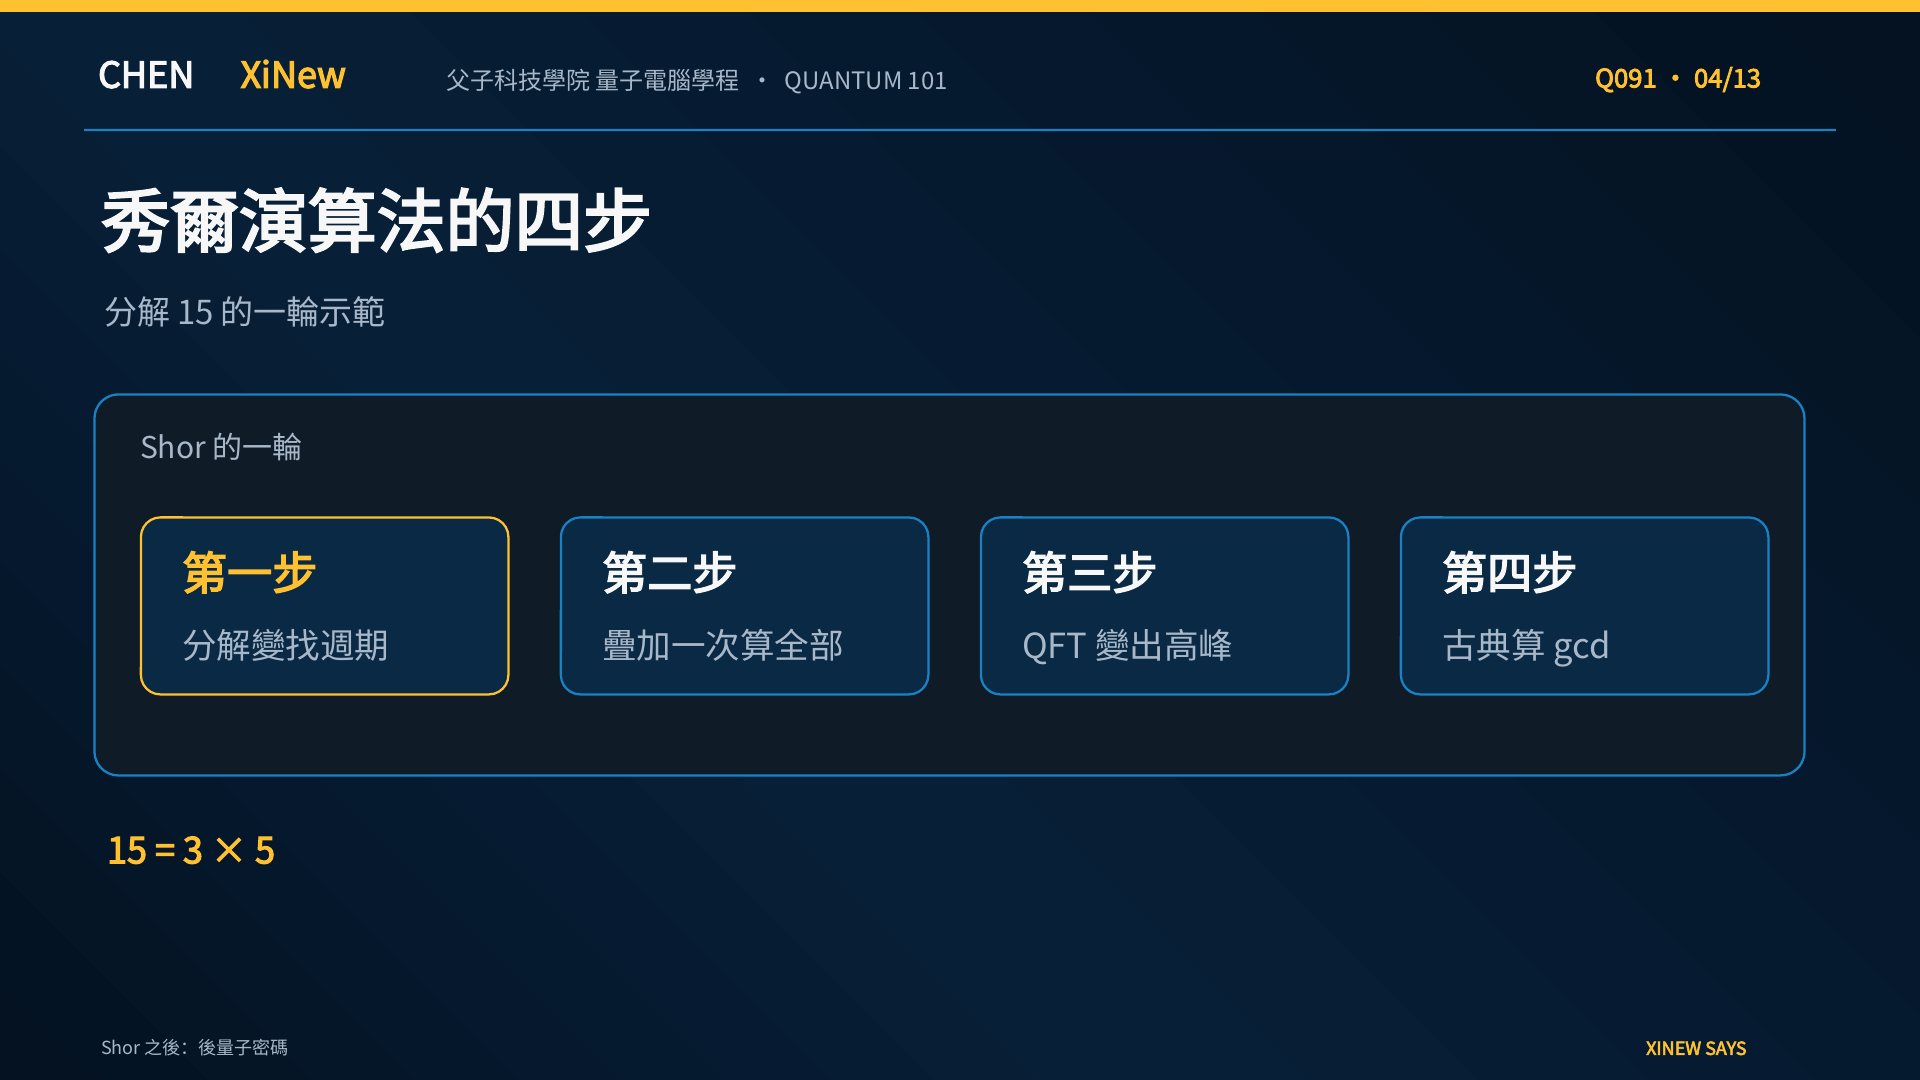 CHEN XiNew 父子科技學院 量子電腦學程 · QUANTUM 101 Q091 · 04/13
秀爾演算法的四步
分解 15 的一輪示範
Shor 的一輪
第一步
分解變找週期
第二步
疊加一次算全部
第三步
QFT 變出高峰
第四步
古典算 gcd
15 = 3 × 5
Shor 之後：後量子密碼
XINEW SAYS